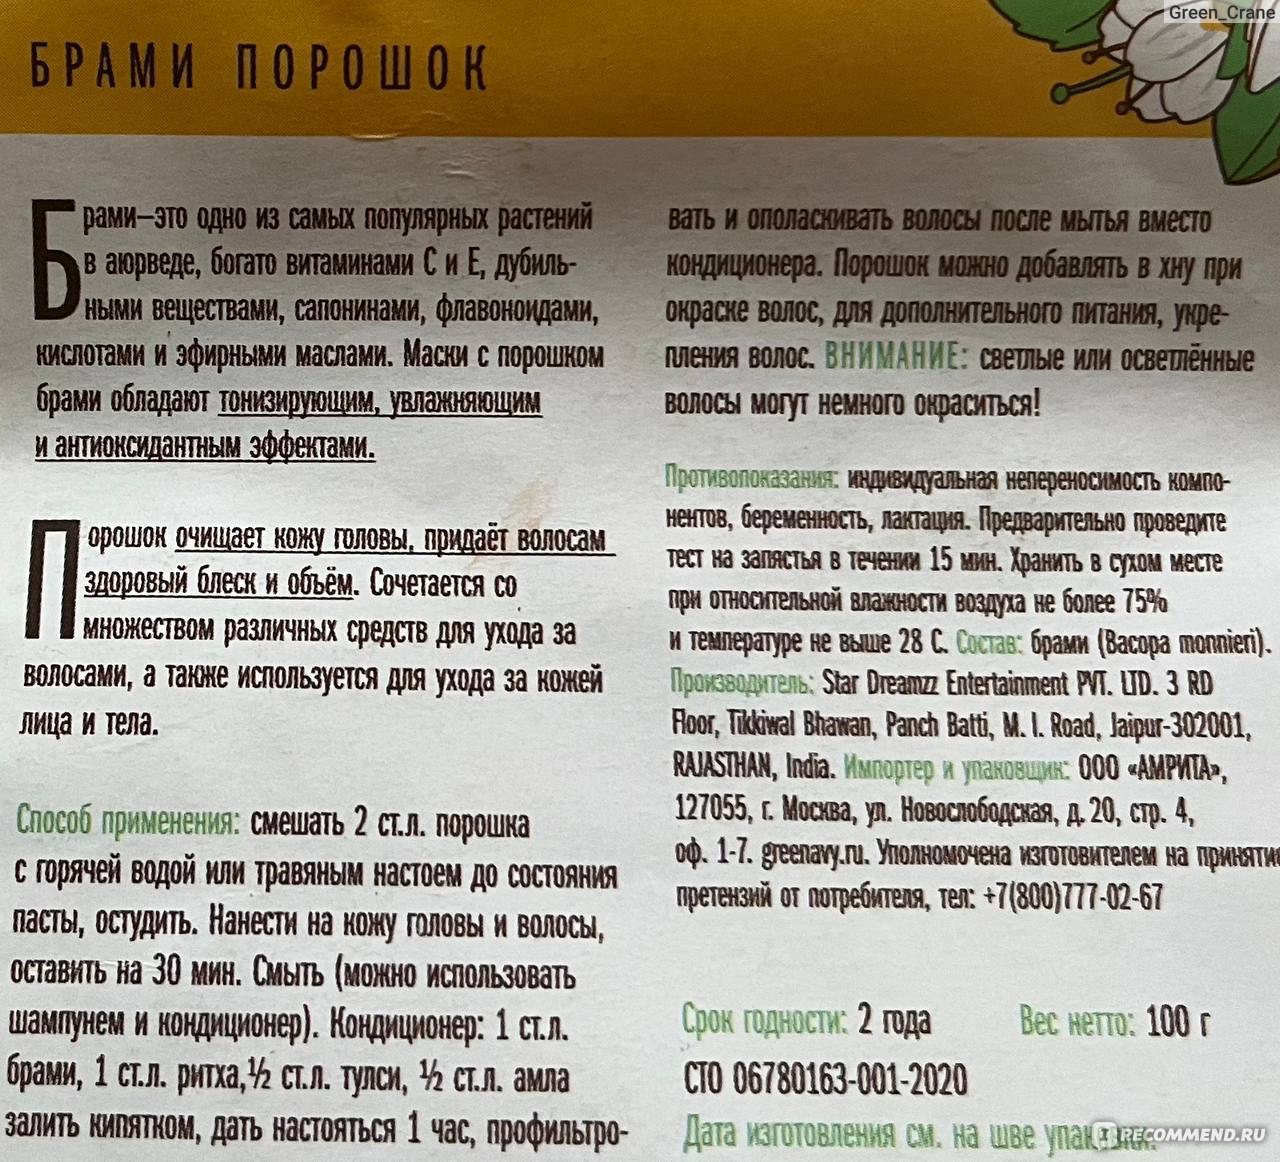 Green_Crane
БРАМИ ПОРОШОК
Брами—это одно из самых популярных растений
в аюрведе, богато витаминами С и Е, дубиль-
ными веществами, сапонинами, флавоноидами,
кислотами и эфирными маслами. Маски с порошком
брами обладают тонизирующим, увлажняющим
и антиоксидантным эффектами.
Порошок очищает кожу головы, придаёт волосам
здоровый блеск и объём. Сочетается со
множеством различных средств для ухода за
волосами, а также используется для ухода за кожей
лица и тела.
Способ применения: смешать 2 ст.л. порошка
с горячей водой или травяным настоем до состояния
пасты, остудить. Нанести на кожу головы и волосы,
оставить на 30 мин. Смыть (можно использовать
шампунем и кондиционер). Кондиционер: 1 ст.л.
брами, 1 ст.л. ритха,½ ст.л. тулси, ½ ст.л. амла
залить кипятком, дать настояться 1 час, профильтро-
вать и ополаскивать волосы после мытья вместо
кондиционера. Порошок можно добавлять в хну при
окраске волос, для дополнительного питания, укре-
пления волос. ВНИМАНИЕ: светлые или осветлённые
волосы могут немного окраситься!
Противопоказания: индивидуальная непереносимость компо-
нентов, беременность, лактация. Предварительно проведите
тест на запястья в течении 15 мин. Хранить в сухом месте
при относительной влажности воздуха не более 75%
и температуре не выше 28 С. Состав: брами (Bacopa monnieri).
Производитель: Star Dreamzz Entertainment PVT. LTD. 3 RD
Floor, Tikkiwal Bhawan, Panch Batti, M. I. Road, Jaipur-302001,
RAJASTHAN, India. Импортер и упаковщик: ООО «АМРИТА»,
127055, г. Москва, ул. Новослободская, д. 20, стр. 4,
оф. 1-7. greenavy.ru. Уполномочена изготовителем на принятие
претензий от потребителя, тел: +7(800)777-02-67
Срок годности: 2 года Вес нетто: 100 г
СТО 06780163-001-2020
Дата изготовления см. на шве упаковки.
IRECOMMEND.RU